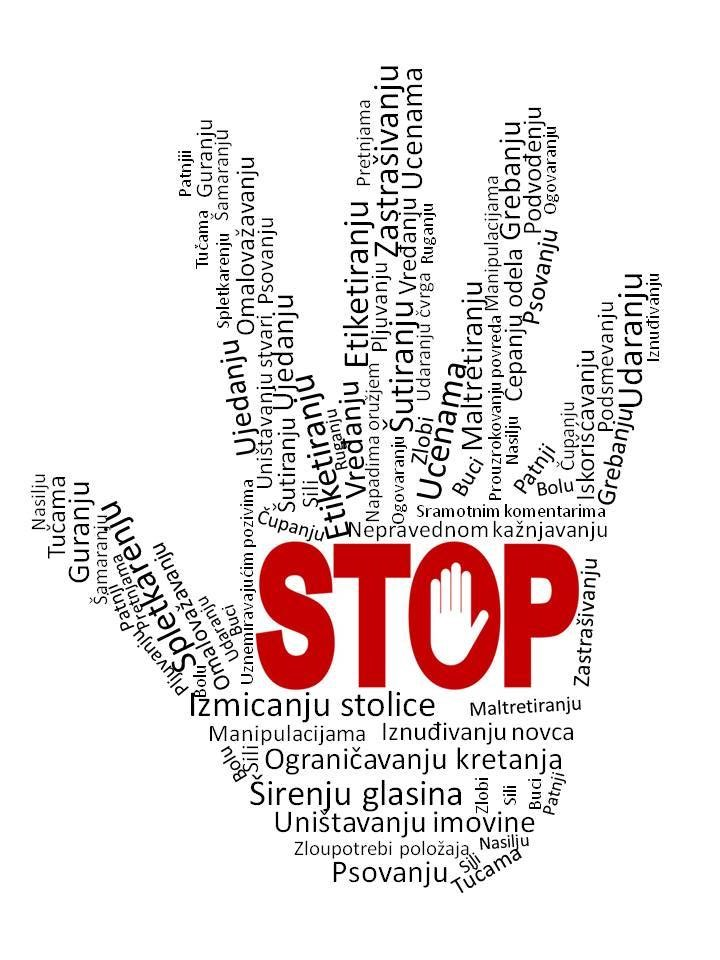 Nasilju
Tučama
Guranju
Šamaranju
Pretnjama
Patnji
Pljuvanju
Spletkarenju
Omalovažavanju
Bolu
Udaranju
Buci
Uznemiravajućim pozivima
Patnjii
Guranju
Tučama
Šamaranju
Spletkarenju
Omalovažavanju
Psovanju
Ujedanju
Uništavanju stvari
Ujedanju
Šutiranju
Sili
Etiketiranju
Čupanju
Ruganju
Etiketiranju
Vređanju
Pretnjama
Etiketiranju
Zastrašivanju
Ucenama
Pljuvanju
Vređanju
Ruganju
Napadima oružjem
Šutiranju
Udaranju čvrga
Ogovaranju
Zlobi
Ucenama
Grebanju
Podvođenju
Ogovaranju
Manipulacijama
Psovanju
Cepanju odela
Maltretiranju
Prouzrokovanju povreda
Buci
Nasilju
Patnji
Bolu
Čupanju
Iskorišćavanju
Podsmevanju
Grebanju
Udaranju
Iznuđivanju
Sramotnim komentarima
Nepravednom kažnjavanju
STOP
Zastrašivanju
Izmicanju stolice
Maltretiranju
Manipulacijama
Iznuđivanju novca
Bolu
Sili
Ograničavanju kretanja
Širenju glasina
Zlobi
Sili
Buci
Patnji
Uništavanju imovine
Zloupotrebi položaja
Nasilju
Psovanju
Sili
Tučama